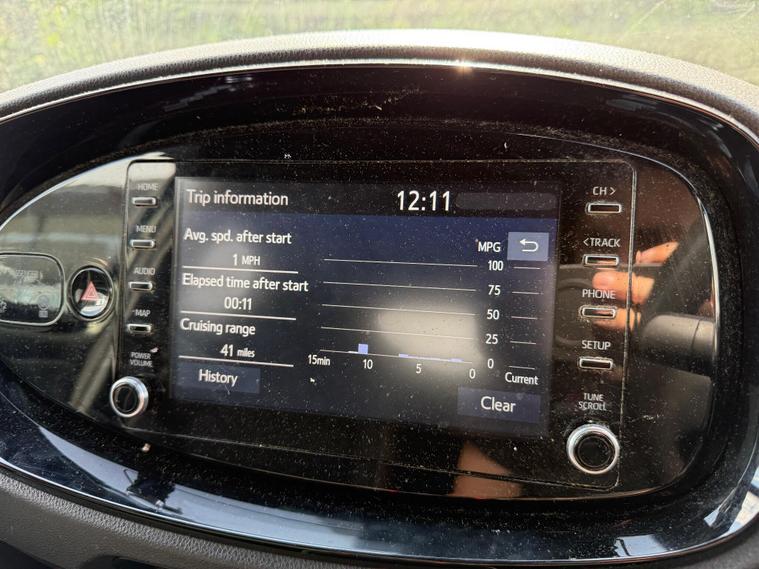 Trip information 12:11
Avg. spd. after start
1 MPH
Elapsed time after start
00:11
Cruising range
41 miles
History
MPG
100
75
50
25
0
15min 10 5 0 Current
Clear
HOME
MENU
AUDIO
MAP
POWER
VOLUME
CH >
< TRACK
PHONE
SETUP
TUNE
SCROLL